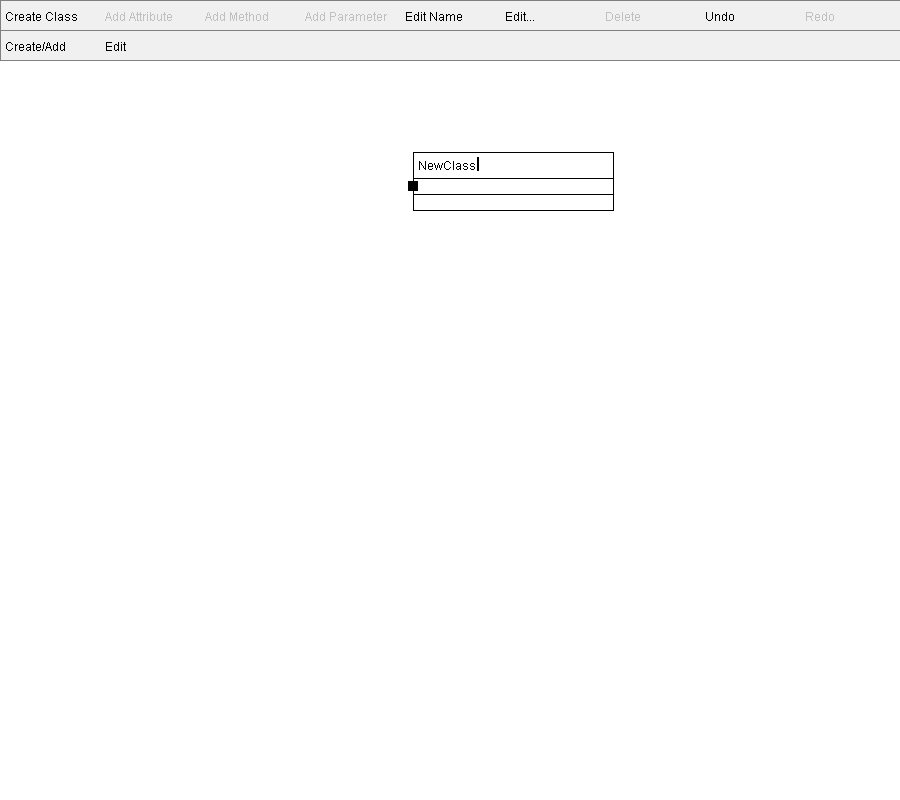 Create Class Add Attribute Add Method Add Parameter Edit Name Edit... Delete Undo Redo
Create/Add Edit
NewClass